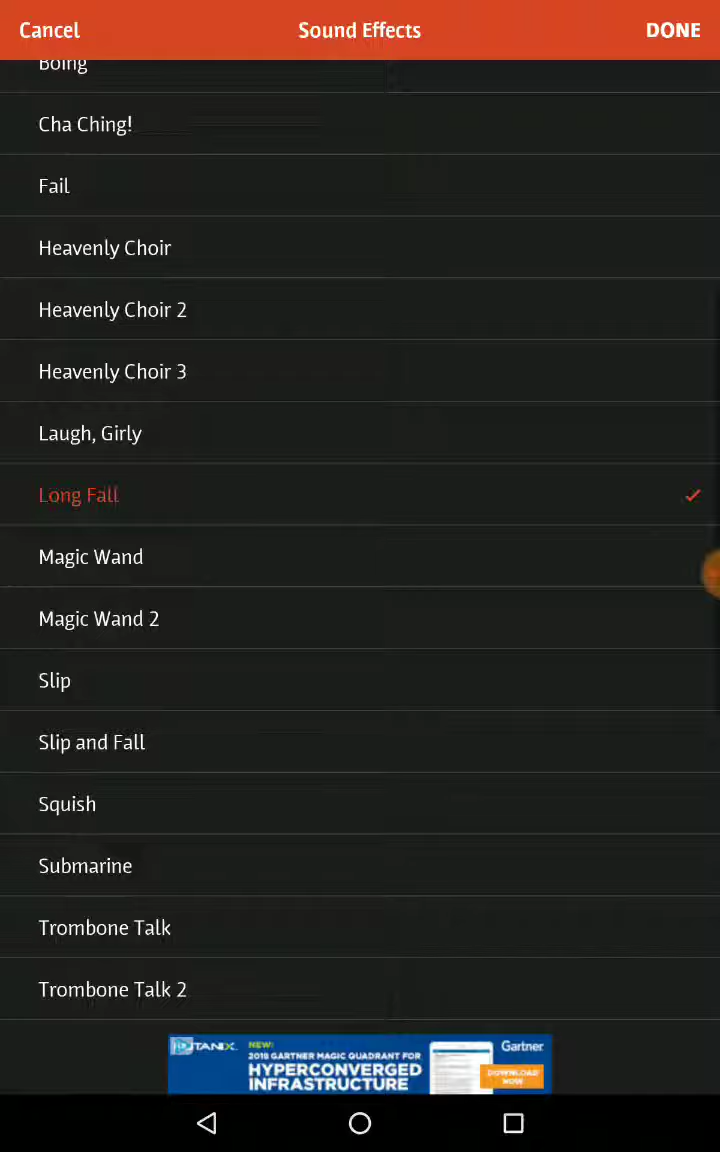 Cancel
Sound Effects
DONE
Boing
Cha Ching!
Fail
Heavenly Choir
Heavenly Choir 2
Heavenly Choir 3
Laugh, Girly
Long Fall
Magic Wand
Magic Wand 2
Slip
Slip and Fall
Squish
Submarine
Trombone Talk
Trombone Talk 2
NEW:
2018 GARTNER MAGIC QUADRANT FOR
HYPERCONVERGED
INFRASTRUCTURE
Gartner
DOWNLOAD
NOW